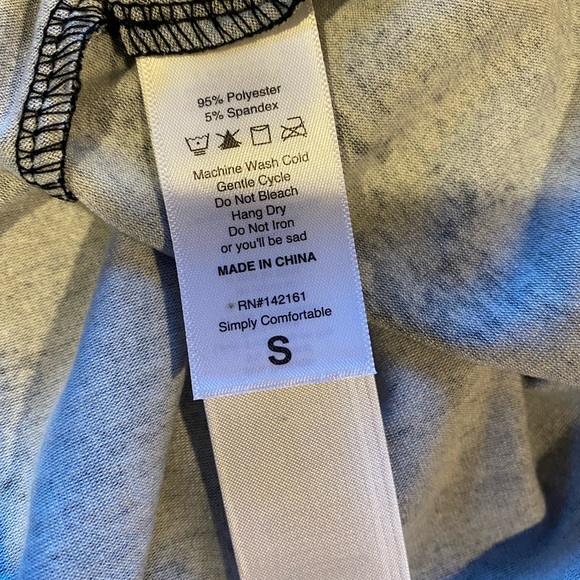 95% Polyester
5% Spandex
Machine Wash Cold
Gentle Cycle
Do Not Bleach
Hang Dry
Do Not Iron
or you'll be sad
MADE IN CHINA
RN#142161
Simply Comfortable
S